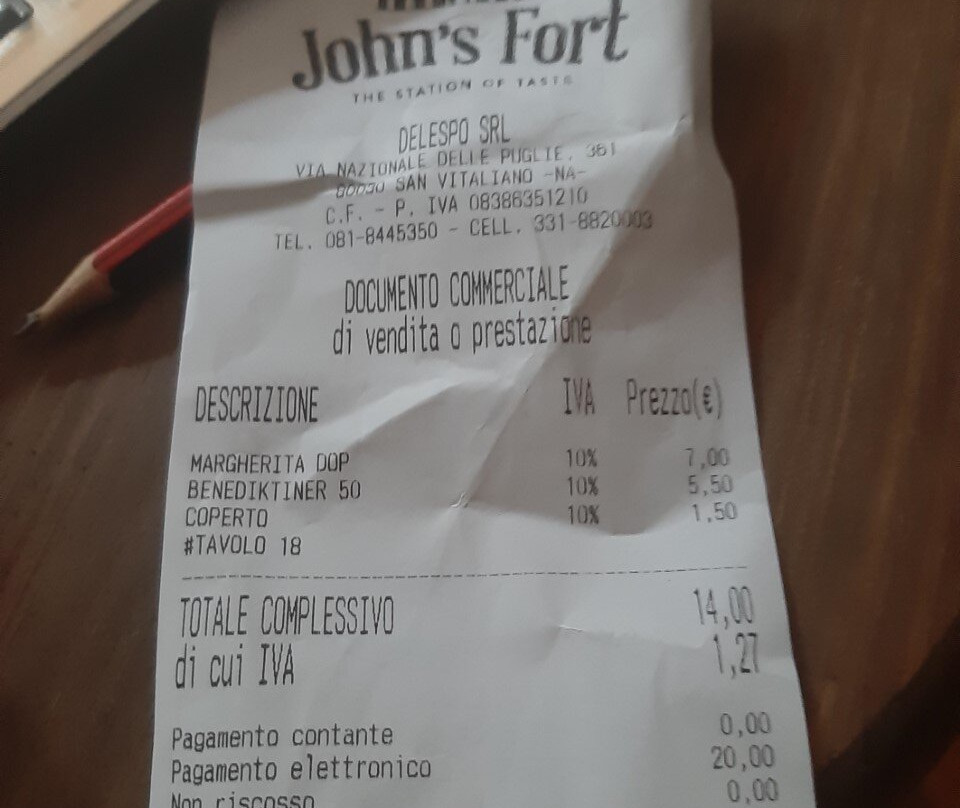 John's Fort
THE STATION OF TASTE
DELESPO SRL
VIA NAZIONALE DELLE PUGLIE, 361
80030 SAN VITALIANO -NA-
C.F. - P. IVA 08386351210
TEL. 081-8445350 - CELL. 331-8820003
DOCUMENTO COMMERCIALE
di vendita o prestazione
DESCRIZIONE IVA Prezzo(€)
MARGHERITA DOP 10% 7,00
BENEDIKTINER 50 10% 5,50
COPERTO 10% 1,50
#TAVOLO 18
TOTALE COMPLESSIVO 14,00
di cui IVA 1,27
Pagamento contante 0,00
Pagamento elettronico 20,00
Non riscosso 0,00